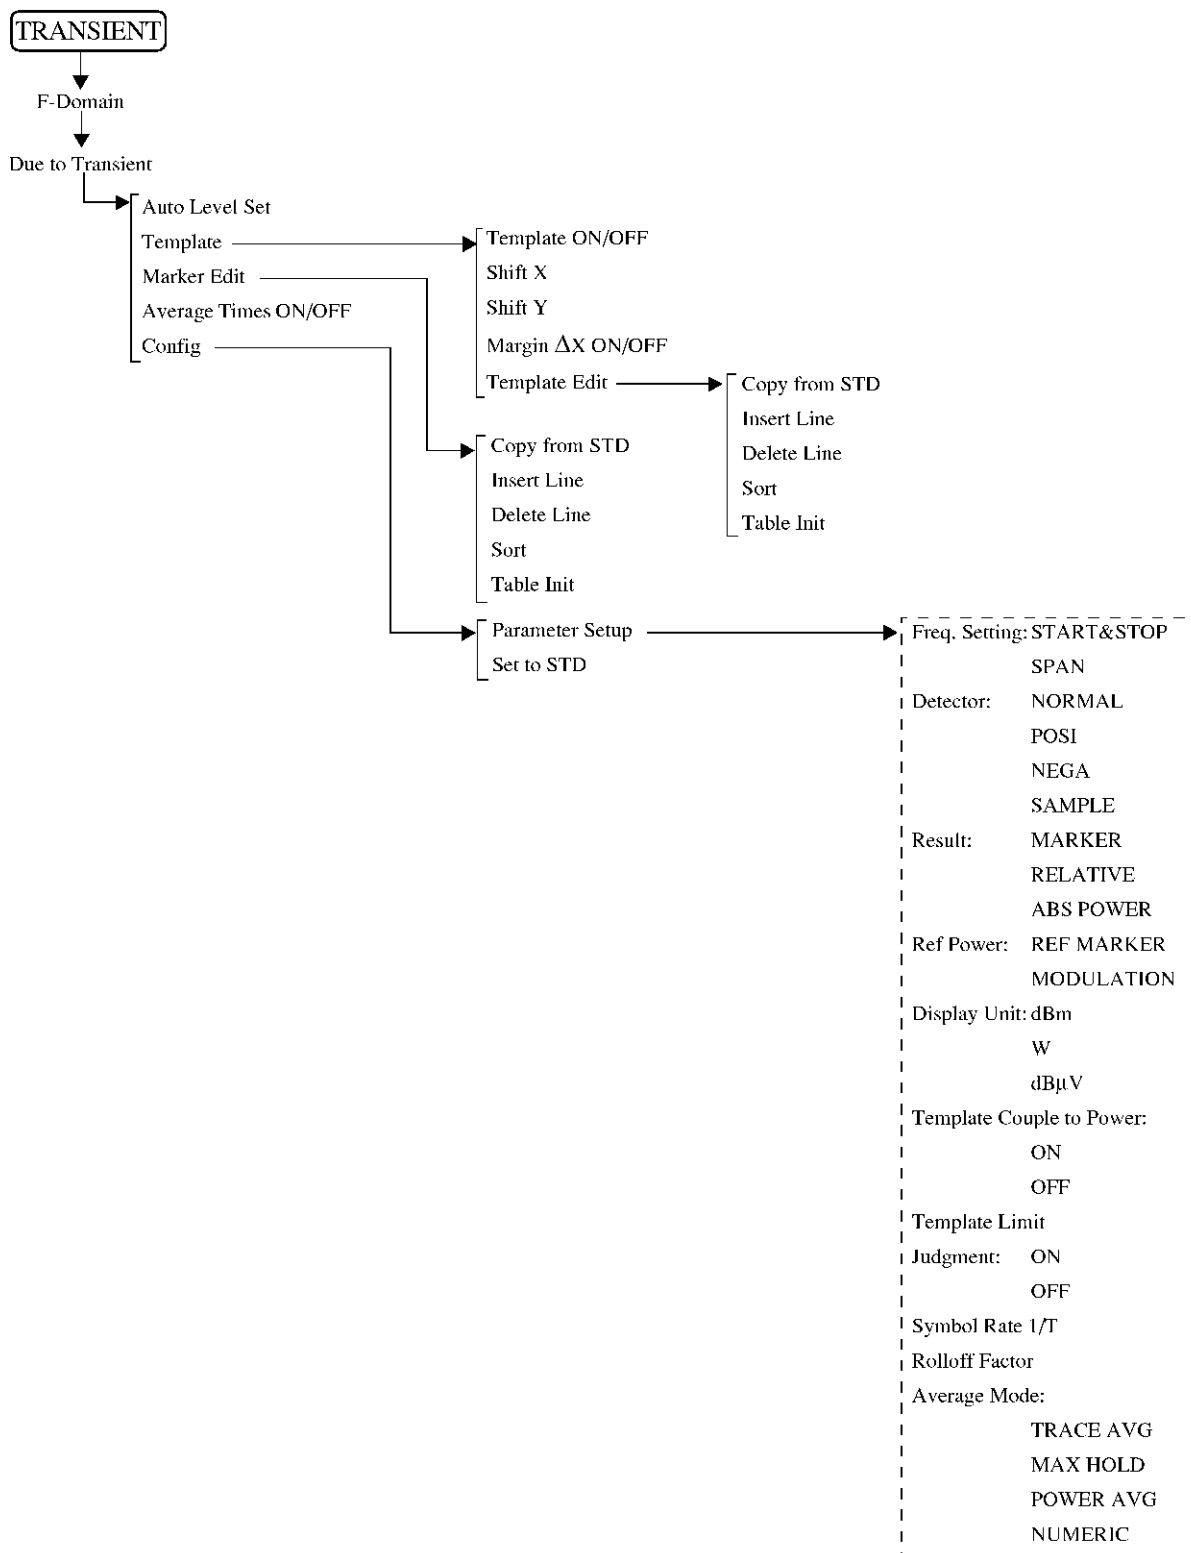 TRANSIENT
F-Domain
Due to Transient
Auto Level Set
Template
Marker Edit
Average Times ON/OFF
Config
Template ON/OFF
Shift X
Shift Y
Margin ΔX ON/OFF
Template Edit
Copy from STD
Insert Line
Delete Line
Sort
Table Init
Copy from STD
Insert Line
Delete Line
Sort
Table Init
Parameter Setup
Set to STD
Freq. Setting: START&STOP
SPAN
Detector: NORMAL
POSI
NEGA
SAMPLE
Result: MARKER
RELATIVE
ABS POWER
Ref Power: REF MARKER
MODULATION
Display Unit: dBm
W
dBμV
Template Couple to Power:
ON
OFF
Template Limit
Judgment: ON
OFF
Symbol Rate 1/T
Rolloff Factor
Average Mode:
TRACE AVG
MAX HOLD
POWER AVG
NUMERIC